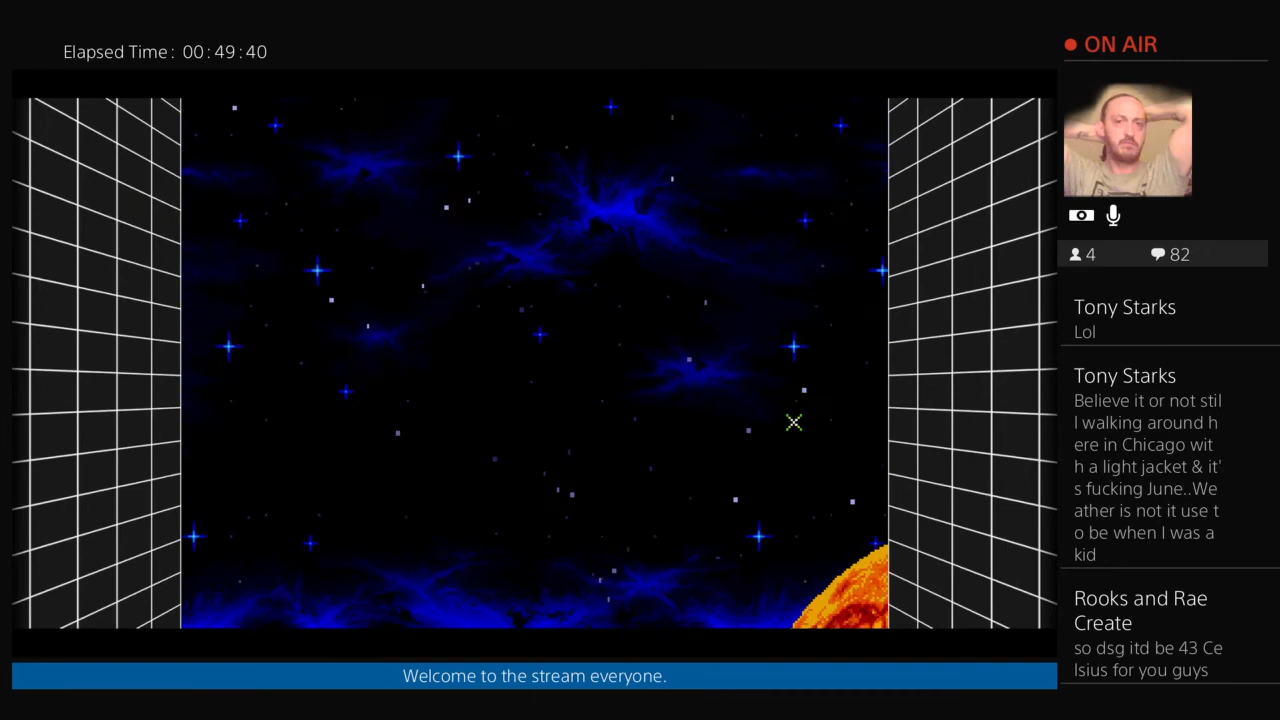 Elapsed Time: 00:49:40
ON AIR
4 82
Tony Starks
Lol
Tony Starks
Believe it or not stil
l walking around h
ere in Chicago wit
h a light jacket & it'
s fucking June..We
ather is not it use t
o be when I was a
kid
Rooks and Rae
Create
so dsg itd be 43 Ce
lsius for you guys
Welcome to the stream everyone.